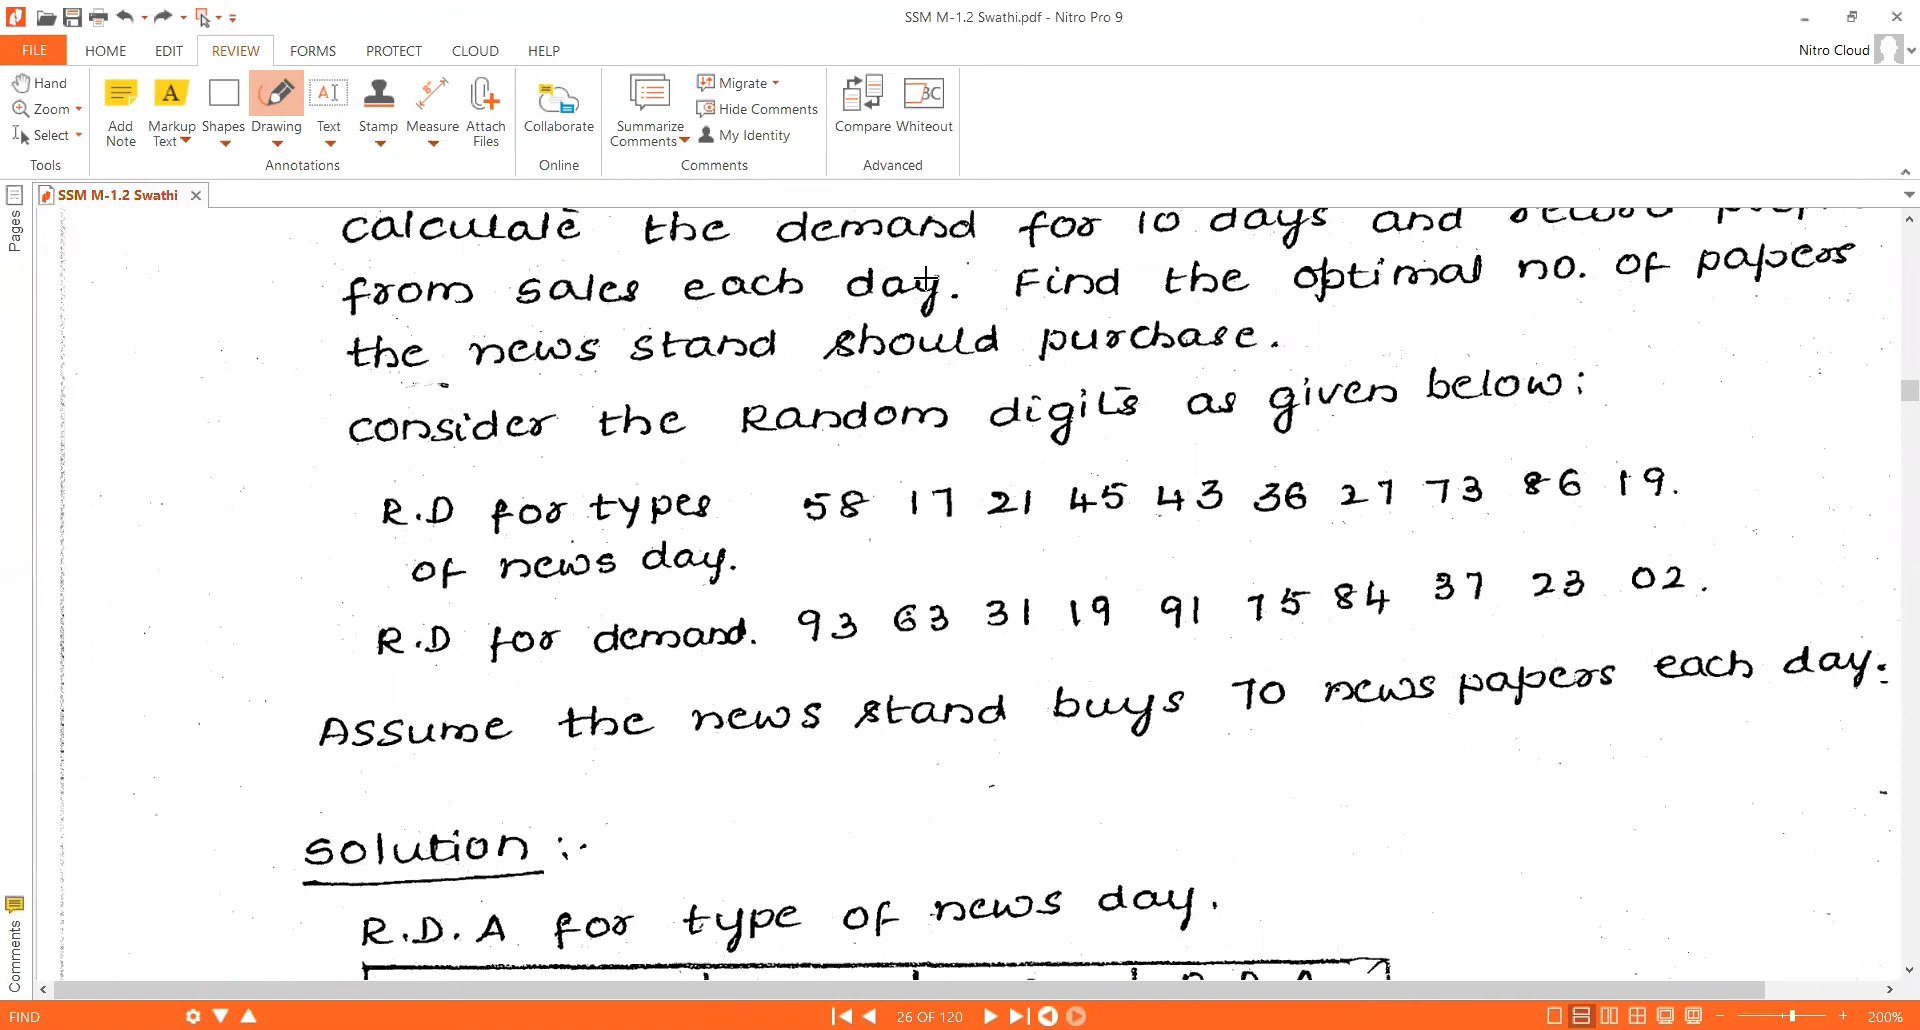 SSM M-1.2 Swathi.pdf - Nitro Pro 9
FILE HOME EDIT REVIEW FORMS PROTECT CLOUD HELP
Nitro Cloud
Hand
Zoom
Select
Tools
Add Note
Markup Text
Shapes
Drawing
Text
Stamp
Measure
Attach Files
Annotations
Collaborate
Online
Summarize Comments
Migrate
Hide Comments
My Identity
Comments
Compare
Whiteout
Advanced
SSM M-1.2 Swathi
Pages
calculate the demand for 10 days and
from sales each day. Find the optimal no. of papers
the news stand should purchase.
consider the Random digits as given below:
R.D for types 58 17 21 45 43 36 27 73 86 19.
of news day.
R.D for demand. 93 63 31 19 91 75 84 37 23 02.
Assume the news stand buys 70 news papers each day.
Solution :-
R.D.A for type of news day.
Comments
FIND
26 OF 120
200%